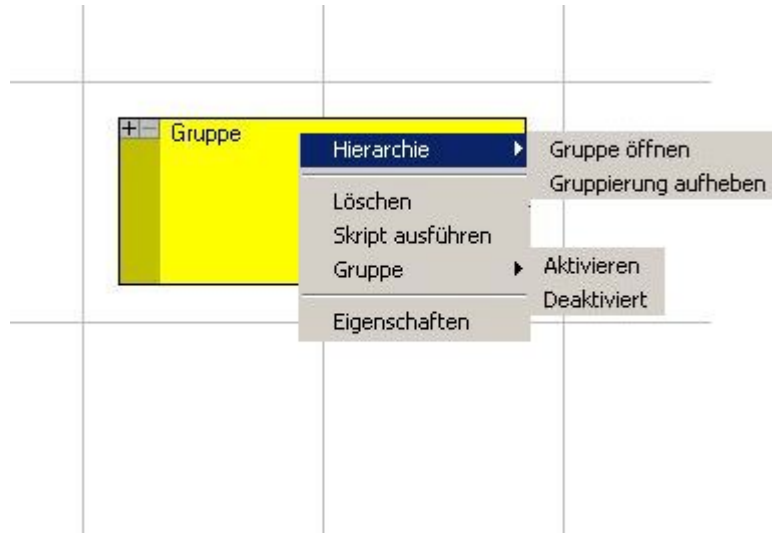 Gruppe
Hierarchie
Gruppe öffnen
Gruppierung aufheben
Löschen
Skript ausführen
Gruppe
Aktivieren
Deaktiviert
Eigenschaften